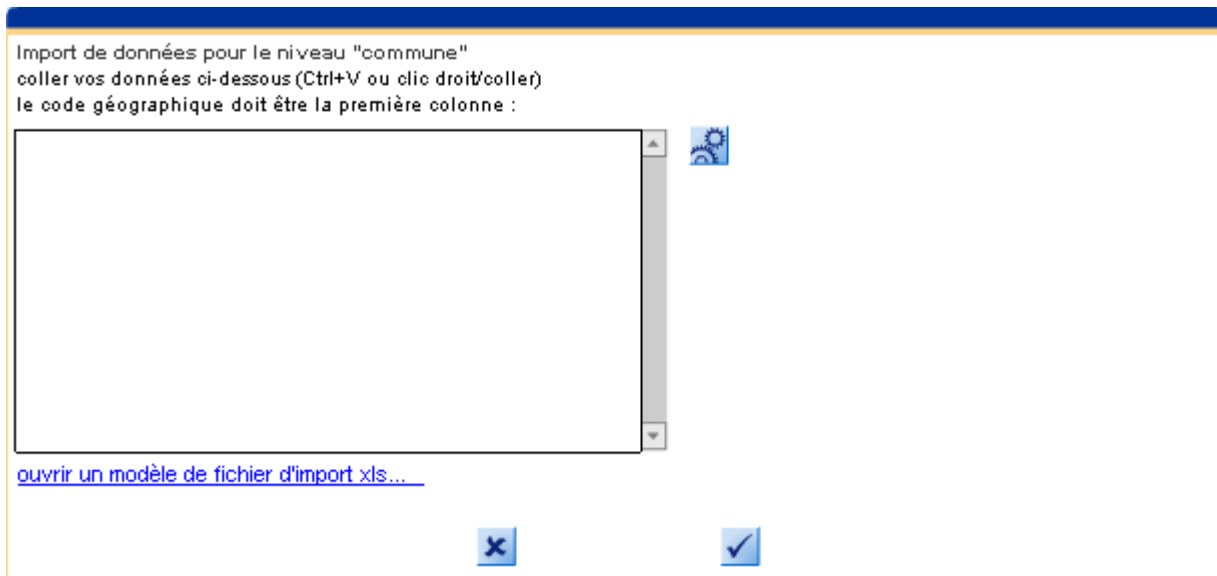 Import de données pour le niveau "commune"
coller vos données ci-dessous (Ctrl+V ou clic droit/coller)
le code géographique doit être la première colonne :
ouvrir un modèle de fichier d'import xls...